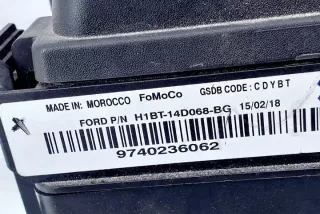 MADE IN: MOROCCO FoMoCo GSDB CODE: CDYBT
FORD P/N H1BT-14D068-BG 15/02/18
9740236062